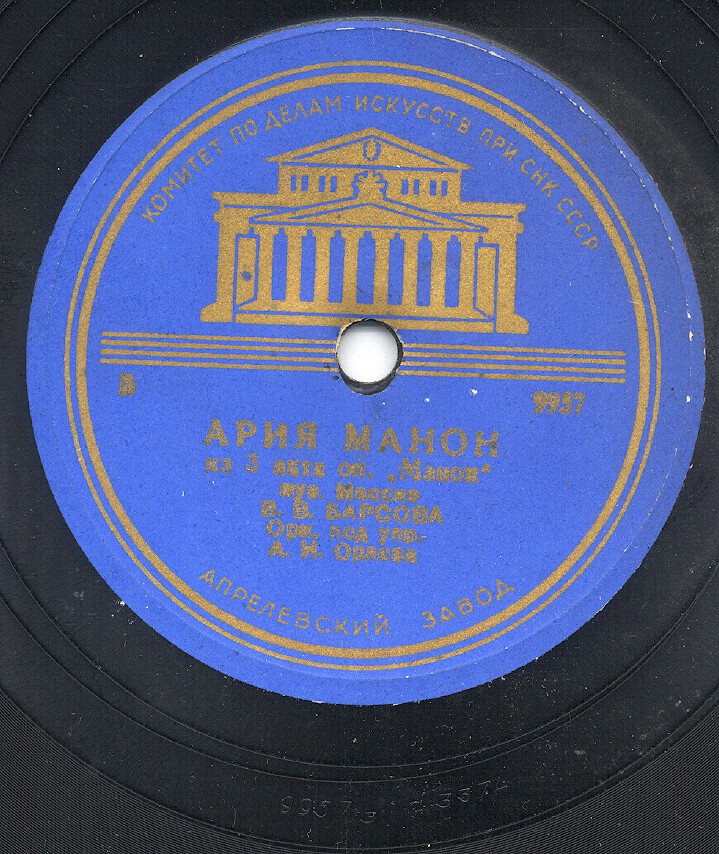 КОМИТЕТ ПО ДЕЛАМ ИСКУССТВ ПРИ СНК СССР
В 9957
АРИЯ МАНОН
из 3 акта оп. „Манон“
муз. Массне
В. В. БАРСОВА
Орк. под упр.
А. И. Орлова
АПРЕЛЕВСКИЙ ЗАВОД
9957